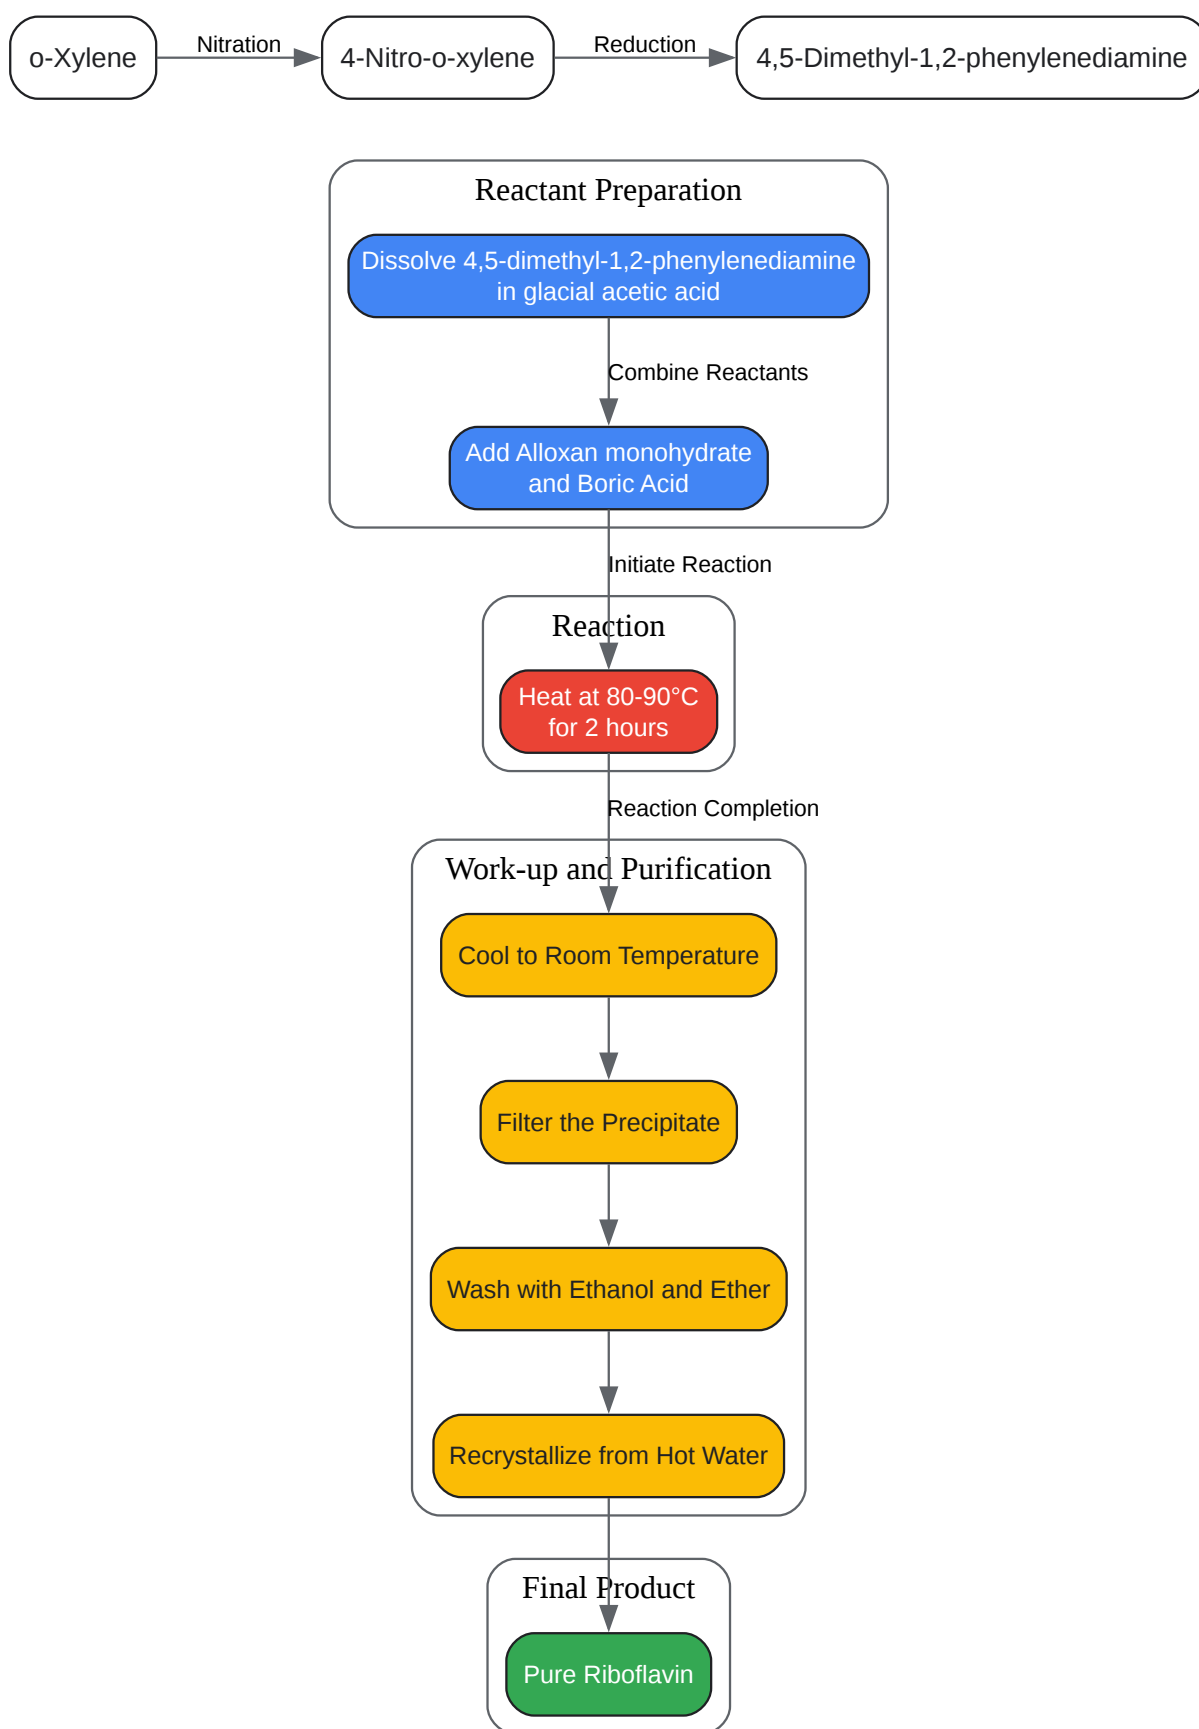 o-Xylene
Nitration
4-Nitro-o-xylene
Reduction
4,5-Dimethyl-1,2-phenylenediamine
Reactant Preparation
Dissolve 4,5-dimethyl-1,2-phenylenediamine
in glacial acetic acid
Combine Reactants
Add Alloxan monohydrate
and Boric Acid
Initiate Reaction
Reaction
Heat at 80-90°C
for 2 hours
Reaction Completion
Work-up and Purification
Cool to Room Temperature
Filter the Precipitate
Wash with Ethanol and Ether
Recrystallize from Hot Water
Final Product
Pure Riboflavin